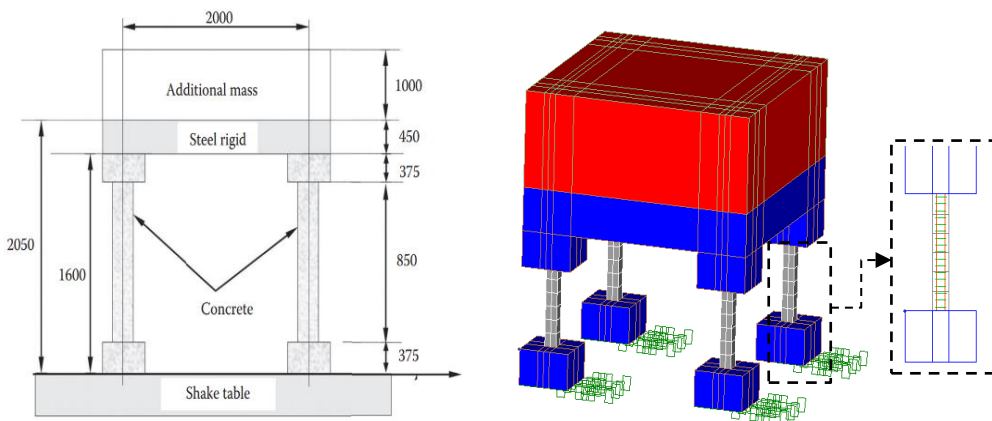 2000
Additional mass
1000
Steel rigid
450
375
2050
1600
850
Concrete
375
Shake table